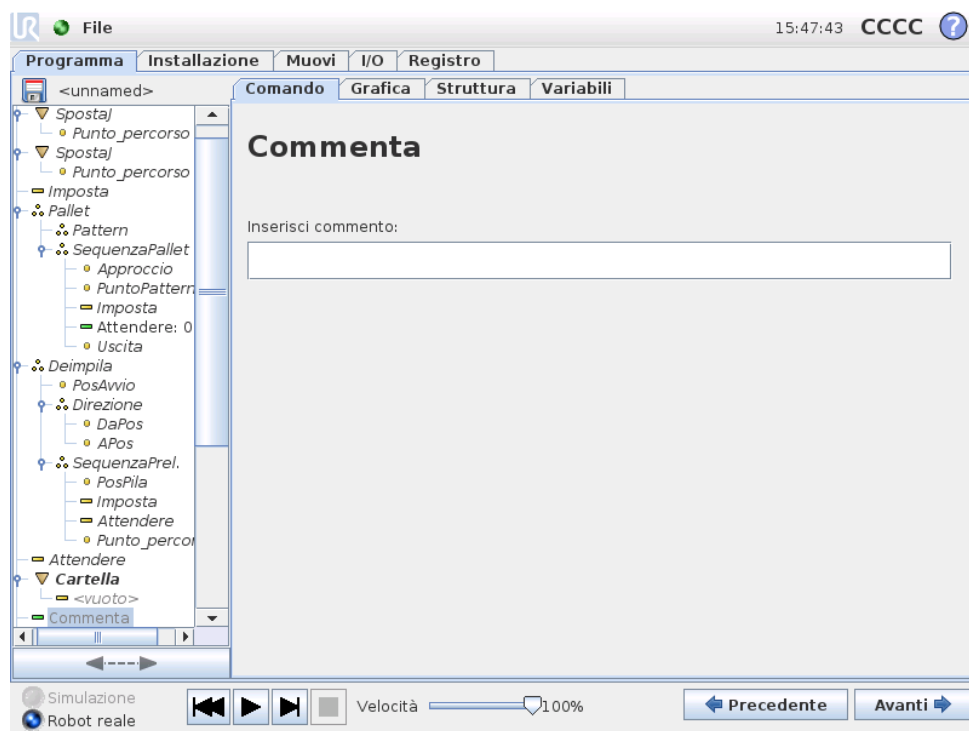 UR File 15:47:43 CCCC ?
Programma Installazione Muovi I/O Registro
<unnamed>
Comando Grafica Struttura Variabili
SpostaJ
Punto_percorso
SpostaJ
Punto_percorso
Imposta
Pallet
Pattern
SequenzaPallet
Approccio
PuntoPattern
Imposta
Attendere: 0
Uscita
Deimpila
PosAvvio
Direzione
DaPos
APos
SequenzaPrel.
PosPila
Imposta
Attendere
Punto_percor
Attendere
Cartella
<vuoto>
Commenta
Commenta
Inserisci commento:
Simulazione
Robot reale
Velocità 100%
Precedente Avanti